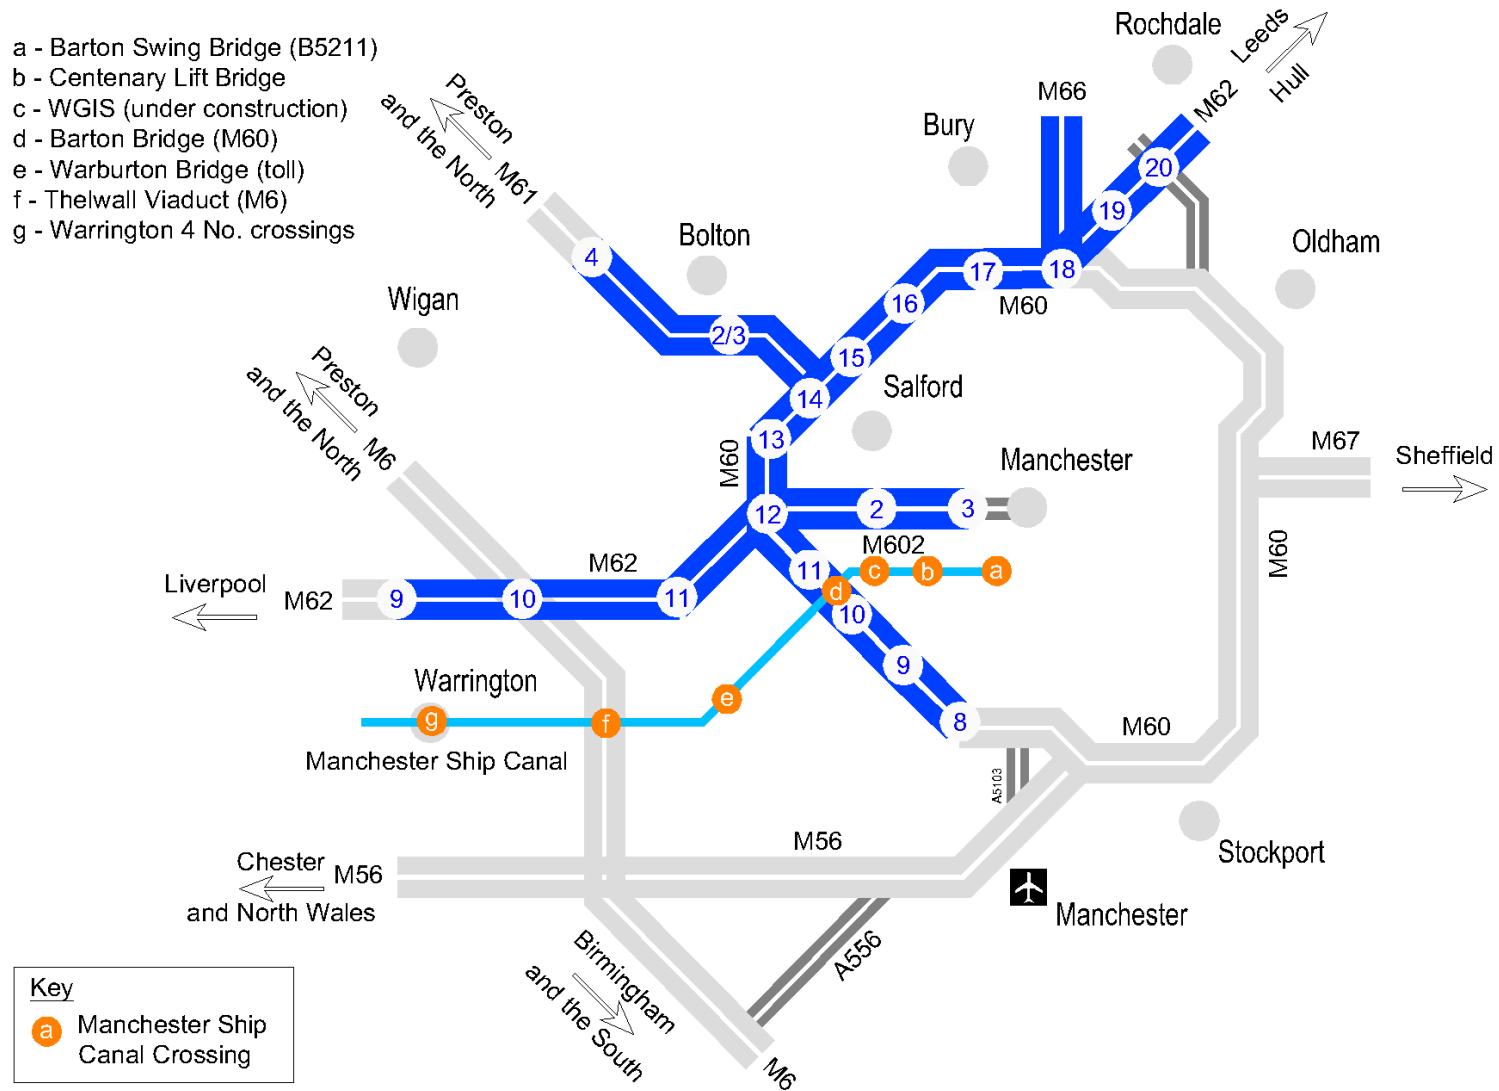 a - Barton Swing Bridge (B5211)
b - Centenary Lift Bridge
c - WGIS (under construction)
d - Barton Bridge (M60)
e - Warburton Bridge (toll)
f - Thelwall Viaduct (M6)
g - Warrington 4 No. crossings
Rochdale
Leeds
Hull
M62
M66
Bury
20
19
Preston
and the North
M61
4
Bolton
Oldham
18
17
M60
16
15
2/3
Wigan
14
Salford
13
M60
Preston
and the North
M6
Manchester
M67
Sheffield
12
2
3
M602
M60
11
c
b
a
d
10
9
8
Liverpool
M62
M62
9
10
11
Warrington
g
f
e
Manchester Ship Canal
M60
A5103
M56
Stockport
Chester
M56
and North Wales
Manchester
A556
Birmingham
and the South
M6
Key
a
Manchester Ship
Canal Crossing